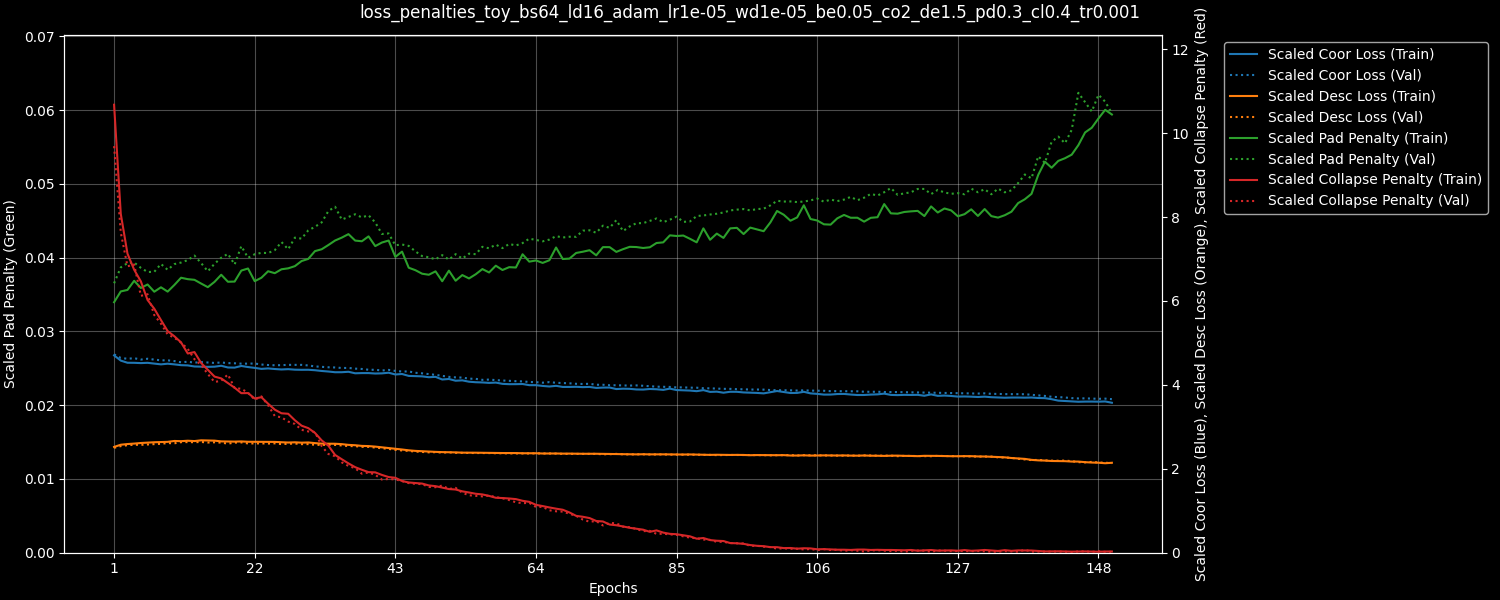 loss_penalties_toy_bs64_ld16_adam_lr1e-05_wd1e-05_be0.05_co2_de1.5_pd0.3_cl0.4_tr0.001
Scaled Pad Penalty (Green)
0.07
0.06
0.05
0.04
0.03
0.02
0.01
0.00
1
22
43
64
85
106
127
148
Epochs
12
10
8
6
4
2
0
Scaled Coor Loss (Blue), Scaled Desc Loss (Orange), Scaled Collapse Penalty (Red)
Scaled Coor Loss (Train)
Scaled Coor Loss (Val)
Scaled Desc Loss (Train)
Scaled Desc Loss (Val)
Scaled Pad Penalty (Train)
Scaled Pad Penalty (Val)
Scaled Collapse Penalty (Train)
Scaled Collapse Penalty (Val)